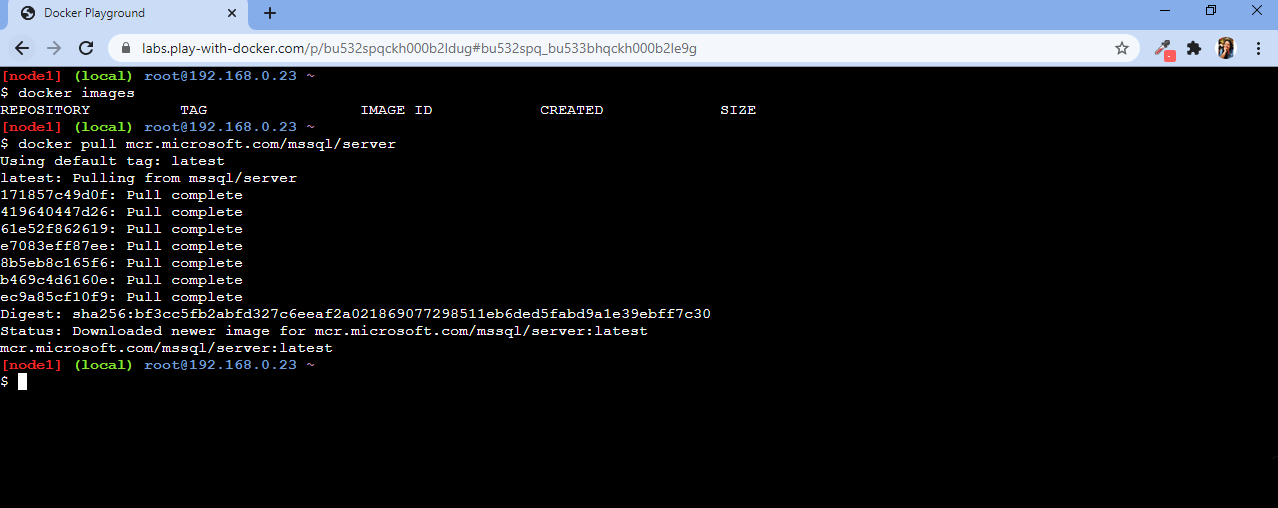 Docker Playground
labs.play-with-docker.com/p/bu532spqckh000b2ldug#bu532spq_bu533bhqckh000b2le9g
[node1] (local) root@192.168.0.23 ~
$ docker images
REPOSITORY TAG IMAGE ID CREATED SIZE
[node1] (local) root@192.168.0.23 ~
$ docker pull mcr.microsoft.com/mssql/server
Using default tag: latest
latest: Pulling from mssql/server
171857c49d0f: Pull complete
419640447d26: Pull complete
61e52f862619: Pull complete
e7083eff87ee: Pull complete
8b5eb8c165f6: Pull complete
b469c4d6160e: Pull complete
ec9a85cf10f9: Pull complete
Digest: sha256:bf3cc5fb2abfd327c6eeaf2a021869077298511eb6ded5fabd9a1e39ebff7c30
Status: Downloaded newer image for mcr.microsoft.com/mssql/server:latest
mcr.microsoft.com/mssql/server:latest
[node1] (local) root@192.168.0.23 ~
$